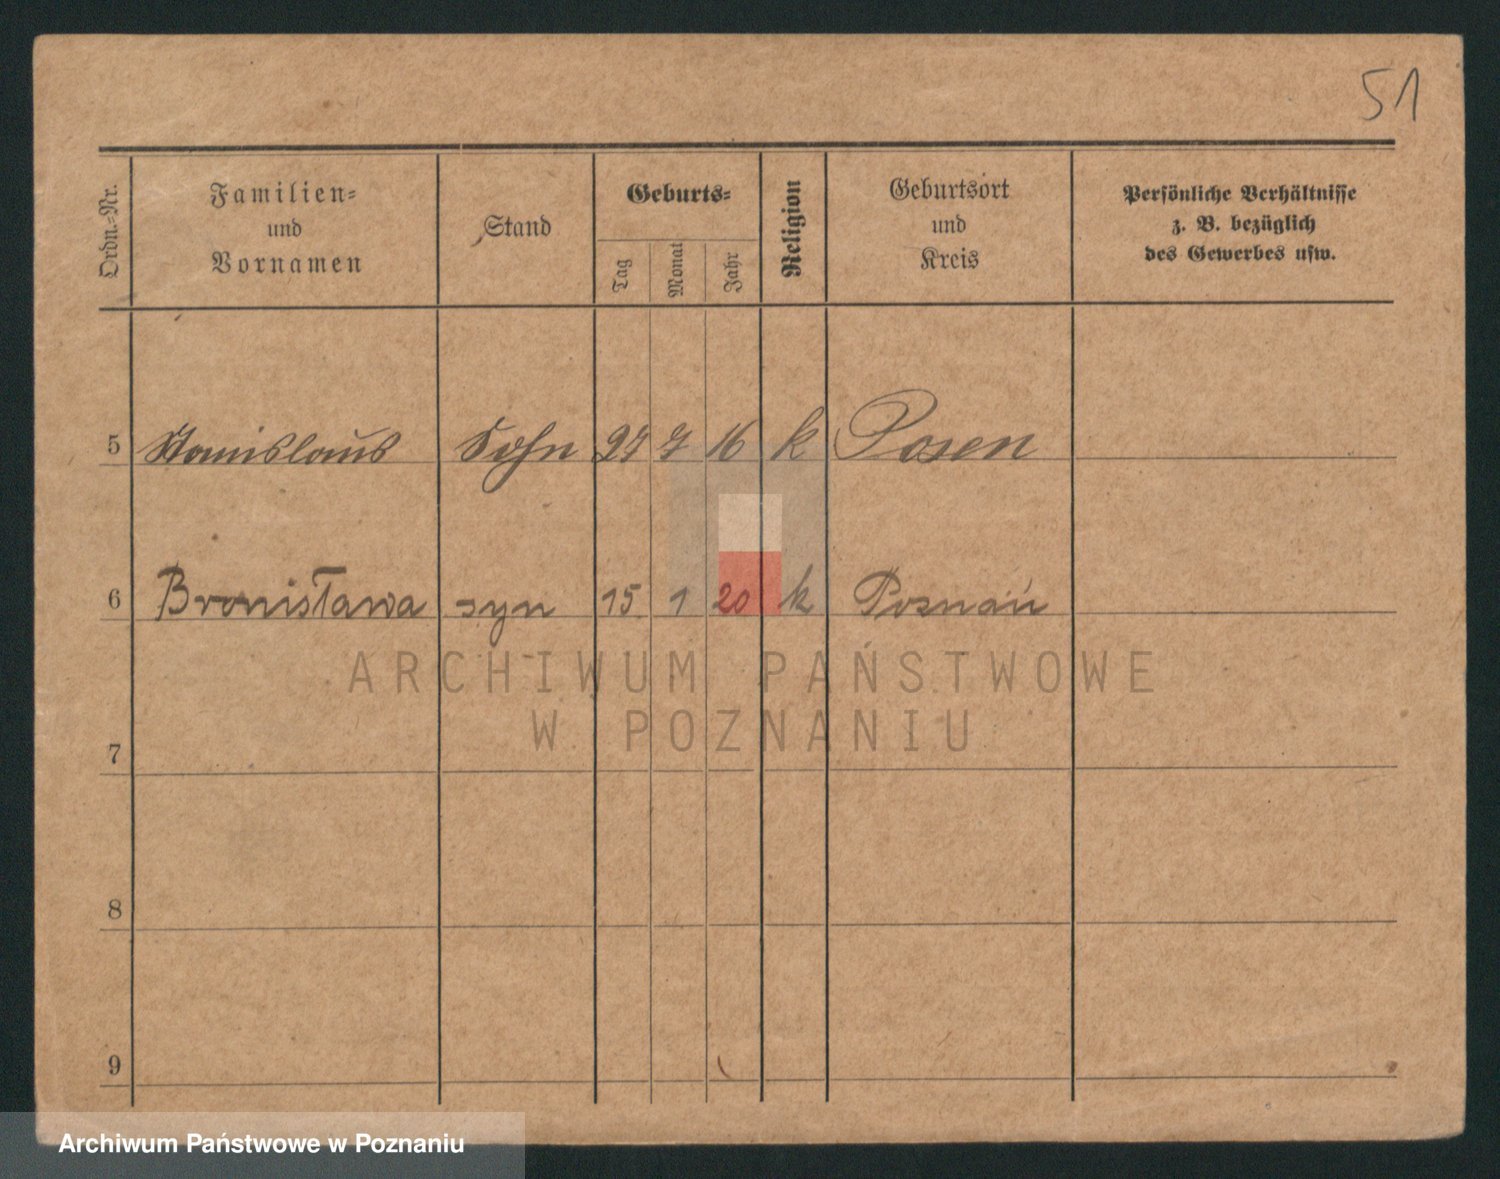 51
Ordn.-Nr.
Familien-
und
Vornamen
Stand
Geburts-
Tag
Monat
Jahr
Religion
Geburtsort
und
Kreis
Persönliche Verhältnisse
z. B. bezüglich
des Gewerbes usw.
5 Stanislaus Sohn 27 7 16 k Posen
6 Bronisława syn 15 1 20 k Poznań
ARCHIWUM PAŃSTWOWE
W POZNANIU
7
8
9
Archiwum Państwowe w Poznaniu